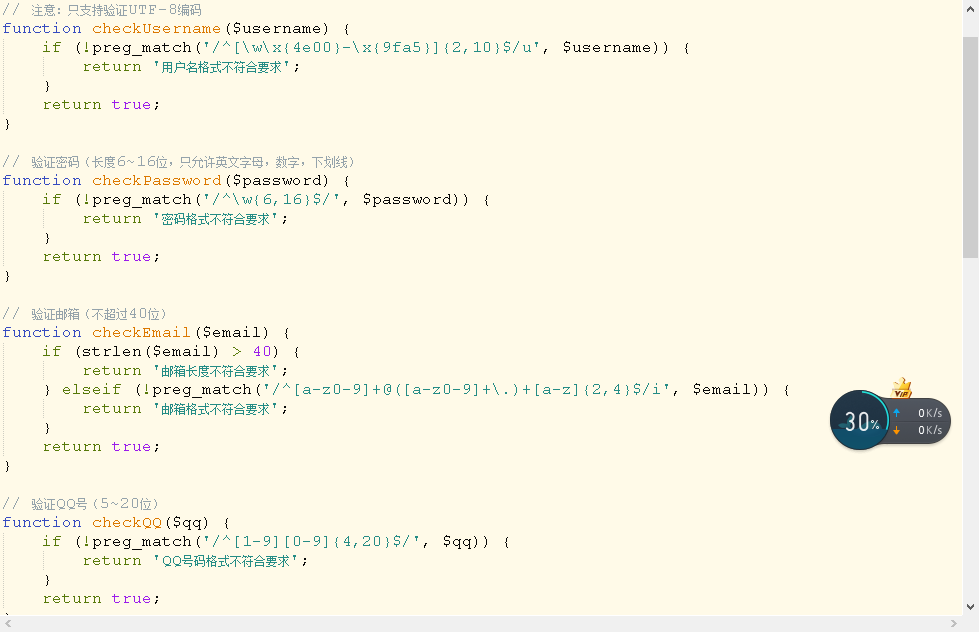 // 注意：只支持验证UTF-8编码
function checkUsername($username) {
    if (!preg_match('/^[\w\x{4e00}-\x{9fa5}]{2,10}$/u', $username)) {
        return '用户名格式不符合要求';
    }
    return true;
}

// 验证密码（长度6~16位，只允许英文字母，数字，下划线）
function checkPassword($password) {
    if (!preg_match('/^\w{6,16}$/', $password)) {
        return '密码格式不符合要求';
    }
    return true;
}

// 验证邮箱（不超过40位）
function checkEmail($email) {
    if (strlen($email) > 40) {
        return '邮箱长度不符合要求';
    } elseif (!preg_match('/^[a-z0-9]+@([a-z0-9]+\.)+[a-z]{2,4}$/i', $email)) {
        return '邮箱格式不符合要求';
    }
    return true;
}

// 验证QQ号（5~20位）
function checkQQ($qq) {
    if (!preg_match('/^[1-9][0-9]{4,20}$/', $qq)) {
        return 'QQ号码格式不符合要求';
    }
    return true;
VIP
30%
0K/s
0K/s